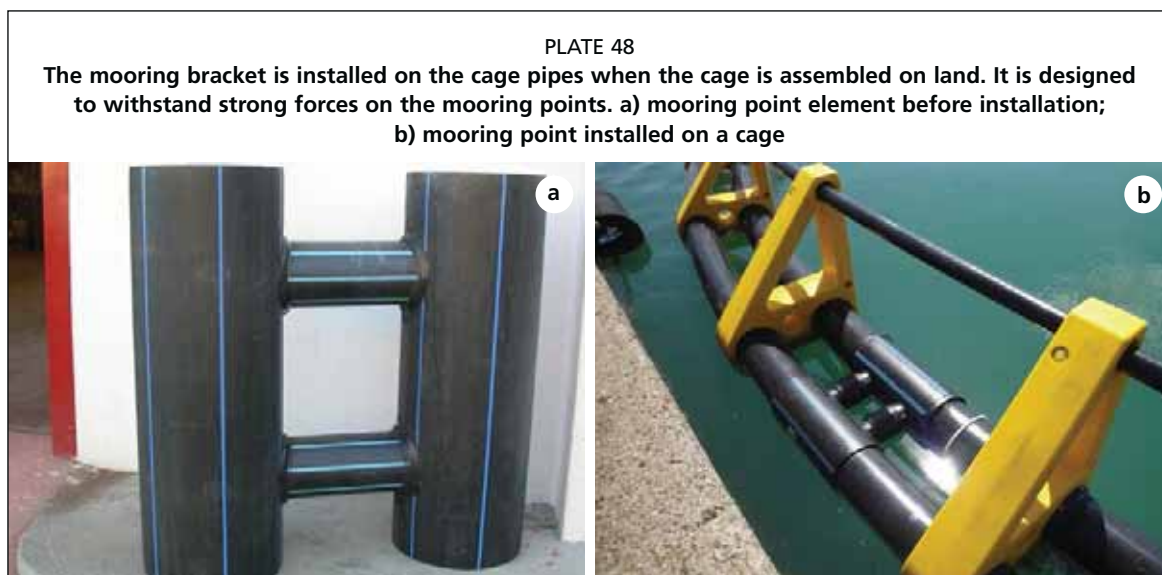 PLATE 48
The mooring bracket is installed on the cage pipes when the cage is assembled on land. It is designed
to withstand strong forces on the mooring points. a) mooring point element before installation;
b) mooring point installed on a cage
a
b